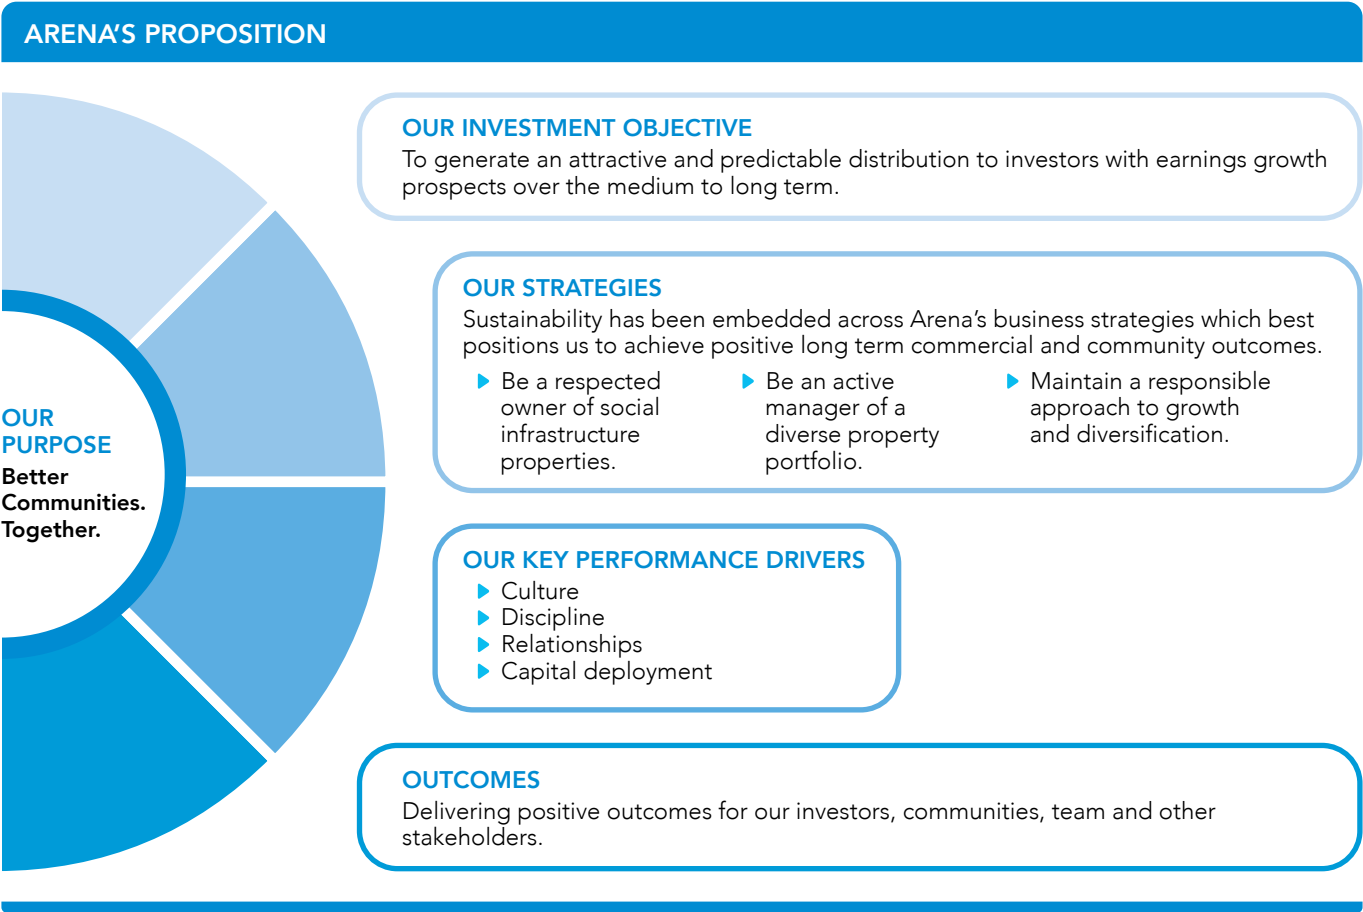 ARENA’S PROPOSITION
OUR INVESTMENT OBJECTIVE
To generate an attractive and predictable distribution to investors with earnings growth
prospects over the medium to long term.
OUR STRATEGIES
Sustainability has been embedded across Arena’s business strategies which best
positions us to achieve positive long term commercial and community outcomes.
Be a respected
owner of social
infrastructure
properties.
Be an active
manager of a
diverse property
portfolio.
Maintain a responsible
approach to growth
and diversification.
OUR
PURPOSE
Better
Communities.
Together.
OUR KEY PERFORMANCE DRIVERS
Culture
Discipline
Relationships
Capital deployment
OUTCOMES
Delivering positive outcomes for our investors, communities, team and other
stakeholders.